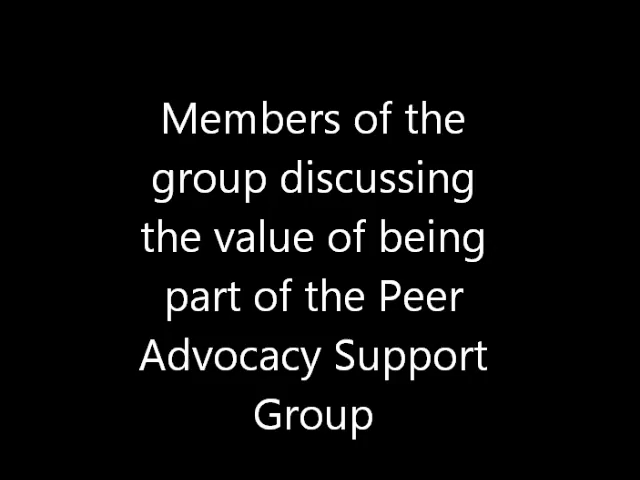 Members of the
group discussing
the value of being
part of the Peer
Advocacy Support
Group